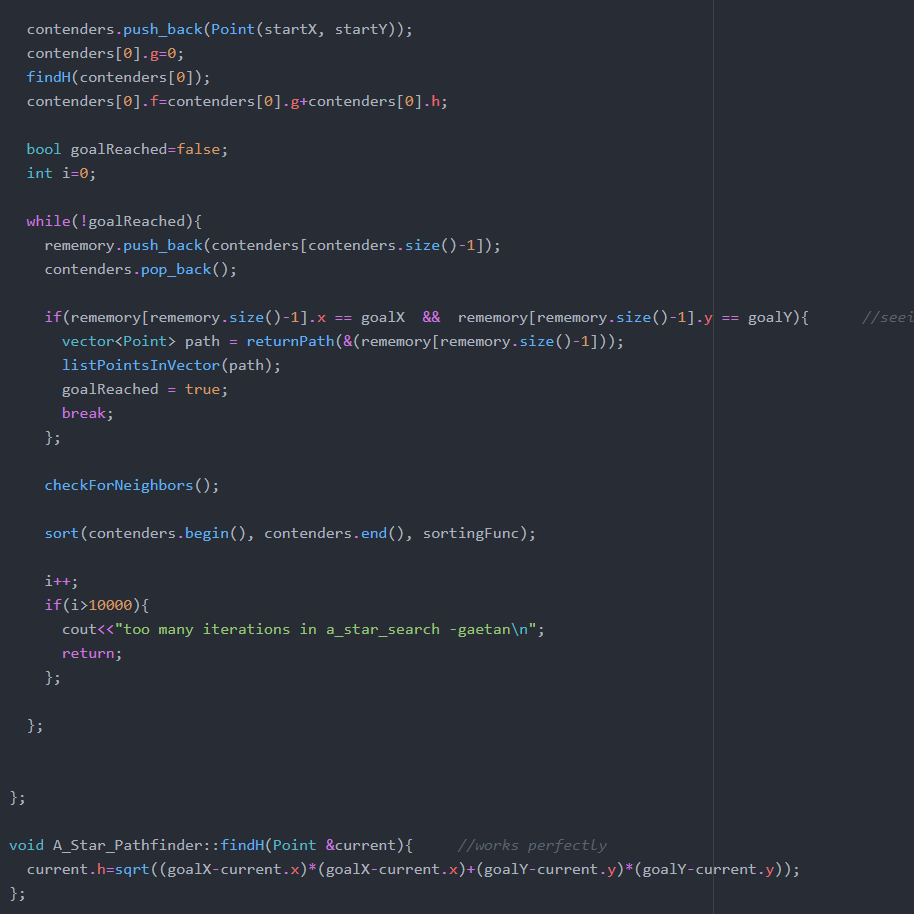 contenders.push_back(Point(startX, startY));
contenders[0].g=0;
findH(contenders[0]);
contenders[0].f=contenders[0].g+contenders[0].h;
bool goalReached=false;
int i=0;
while(!goalReached){
rememory.push_back(contenders[contenders.size()-1]);
contenders.pop_back();
if(rememory[rememory.size()-1].x == goalX  &&  rememory[rememory.size()-1].y == goalY){      //seei
vector<Point> path = returnPath(&(rememory[rememory.size()-1]));
listPointsInVector(path);
goalReached = true;
break;
};
checkForNeighbors();
sort(contenders.begin(), contenders.end(), sortingFunc);
i++;
if(i>10000){
cout<<"too many iterations in a_star_search -gaetan\n";
return;
};
};
};
void A_Star_Pathfinder::findH(Point &current){     //works perfectly
current.h=sqrt((goalX-current.x)*(goalX-current.x)+(goalY-current.y)*(goalY-current.y));
};